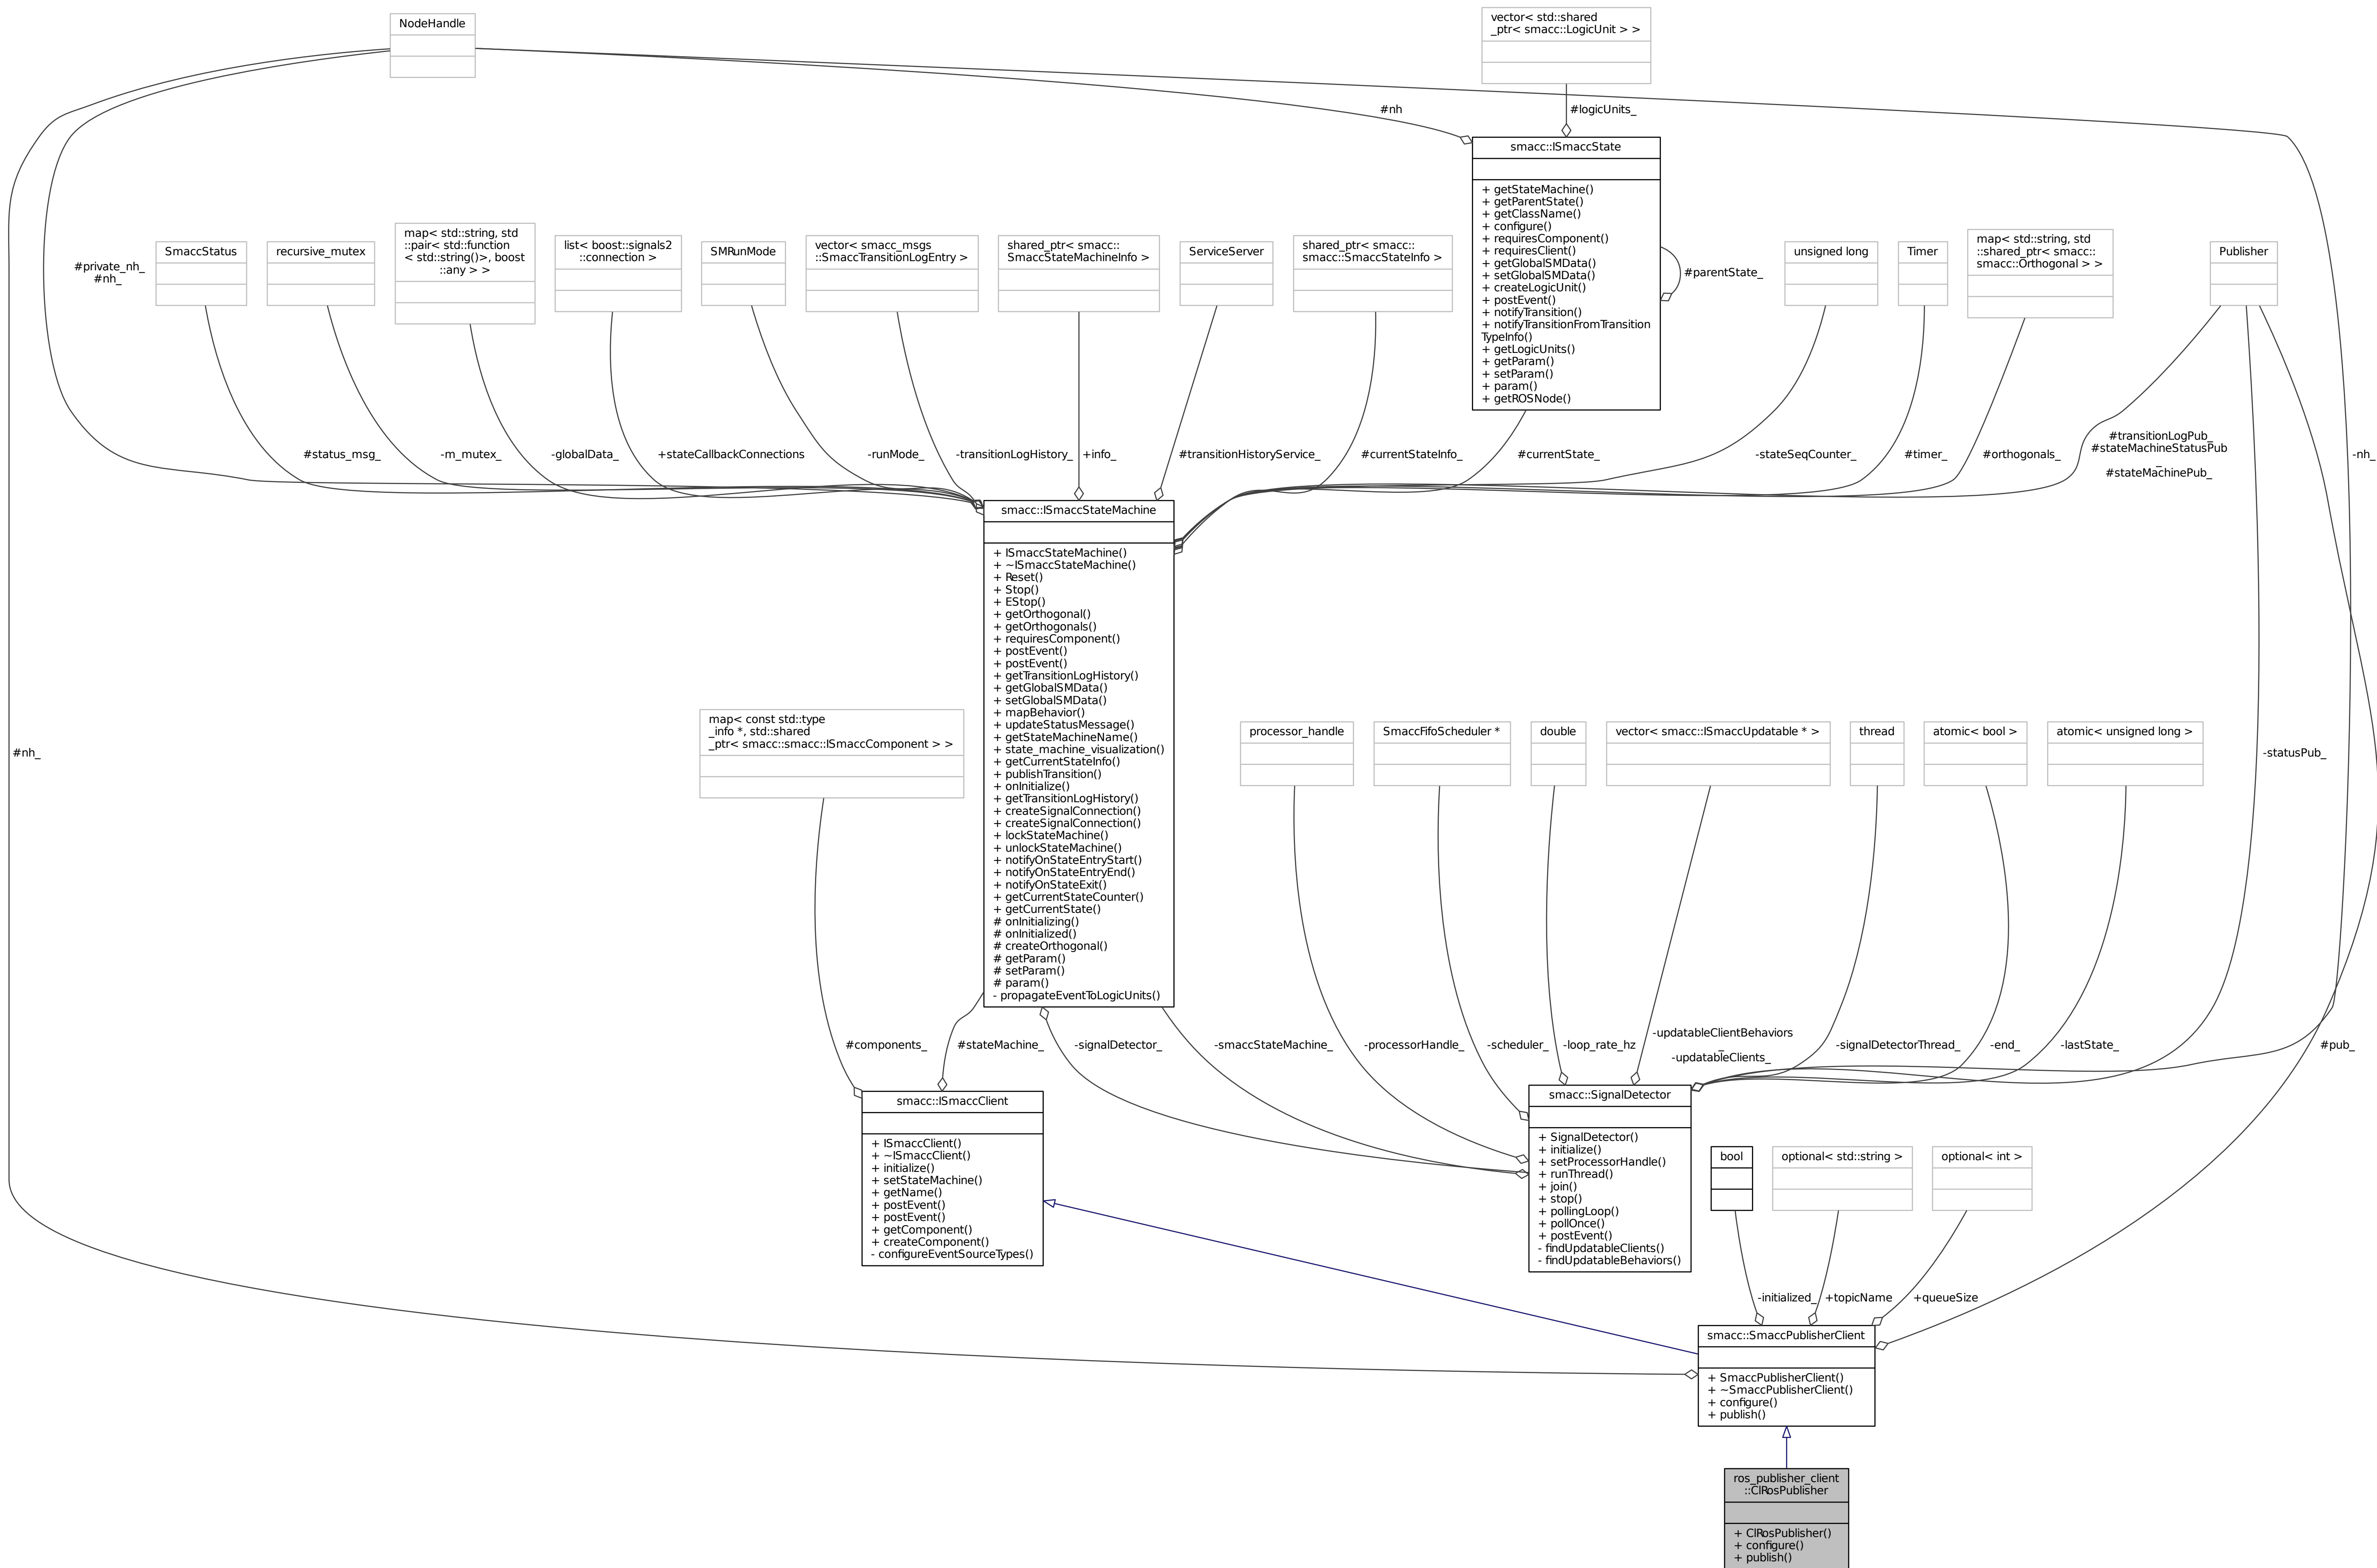 NodeHandle
vector< std::shared
_ptr< smacc::LogicUnit > >
#nh
#logicUnits_
smacc::ISmaccState
+ getStateMachine()
+ getParentState()
+ getClassName()
+ configure()
+ requiresComponent()
+ requiresClient()
+ getGlobalSMData()
+ setGlobalSMData()
+ createLogicUnit()
+ postEvent()
+ notifyTransition()
+ notifyTransitionFromTransition
TypeInfo()
+ getLogicUnits()
+ getParam()
+ setParam()
+ param()
+ getROSNode()
#parentState_
#private_nh_
#nh_
SmaccStatus
recursive_mutex
map< std::string, std
::pair< std::function
< std::string()>, boost
::any > >
list< boost::signals2
::connection >
SMRunMode
vector< smacc_msgs
::SmaccTransitionLogEntry >
shared_ptr< smacc::
SmaccStateMachineInfo >
ServiceServer
shared_ptr< smacc::
smacc::SmaccStateInfo >
unsigned long
Timer
map< std::string, std
::shared_ptr< smacc::
smacc::Orthogonal > >
Publisher
#status_msg_
-m_mutex_
-globalData_
+stateCallbackConnections
-runMode_
-transitionLogHistory_
+info_
#transitionHistoryService_
#currentStateInfo_
#currentState_
-stateSeqCounter_
#timer_
#orthogonals_
#transitionLogPub_
#stateMachineStatusPub
_
#stateMachinePub_
-nh_
smacc::ISmaccStateMachine
+ ISmaccStateMachine()
+ ~ISmaccStateMachine()
+ Reset()
+ Stop()
+ EStop()
+ getOrthogonal()
+ getOrthogonals()
+ requiresComponent()
+ postEvent()
+ postEvent()
+ getTransitionLogHistory()
+ getGlobalSMData()
+ setGlobalSMData()
+ mapBehavior()
+ updateStatusMessage()
+ getStateMachineName()
+ state_machine_visualization()
+ getCurrentStateInfo()
+ publishTransition()
+ onInitialize()
+ getTransitionLogHistory()
+ createSignalConnection()
+ createSignalConnection()
+ lockStateMachine()
+ unlockStateMachine()
+ notifyOnStateEntryStart()
+ notifyOnStateEntryEnd()
+ notifyOnStateExit()
+ getCurrentStateCounter()
+ getCurrentState()
# onInitializing()
# onInitialized()
# createOrthogonal()
# getParam()
# setParam()
# param()
- propagateEventToLogicUnits()
#nh_
map< const std::type
_info *, std::shared
_ptr< smacc::smacc::ISmaccComponent > >
processor_handle
SmaccFifoScheduler *
double
vector< smacc::ISmaccUpdatable * >
thread
atomic< bool >
atomic< unsigned long >
-statusPub_
#components_
#stateMachine_
-signalDetector_
-smaccStateMachine_
-processorHandle_
-scheduler_
-loop_rate_hz
-updatableClientBehaviors
_
-updatableClients_
-signalDetectorThread_
-end_
-lastState_
#pub_
smacc::ISmaccClient
+ ISmaccClient()
+ ~ISmaccClient()
+ initialize()
+ setStateMachine()
+ getName()
+ postEvent()
+ postEvent()
+ getComponent()
+ createComponent()
- configureEventSourceTypes()
smacc::SignalDetector
+ SignalDetector()
+ initialize()
+ setProcessorHandle()
+ runThread()
+ join()
+ stop()
+ pollingLoop()
+ pollOnce()
+ postEvent()
- findUpdatableClients()
- findUpdatableBehaviors()
bool
optional< std::string >
optional< int >
-initialized_
+topicName
+queueSize
smacc::SmaccPublisherClient
+ SmaccPublisherClient()
+ ~SmaccPublisherClient()
+ configure()
+ publish()
ros_publisher_client
::ClRosPublisher
+ ClRosPublisher()
+ configure()
+ publish()